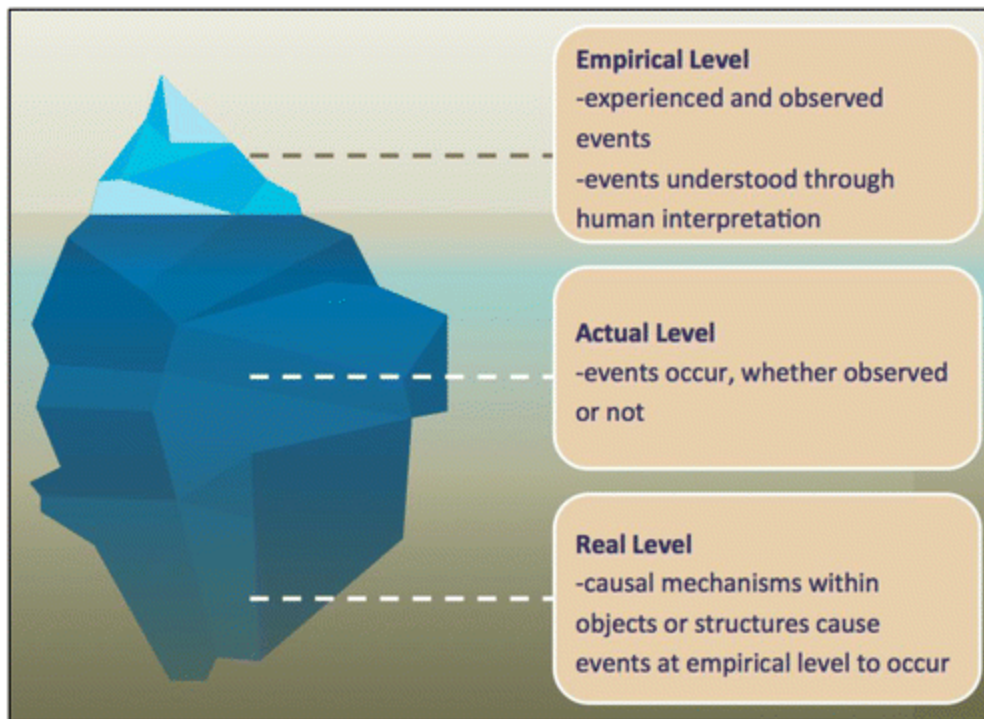 Empirical Level
-experienced and observed
events
-events understood through
human interpretation
Actual Level
-events occur, whether observed
or not
Real Level
-causal mechanisms within
objects or structures cause
events at empirical level to occur